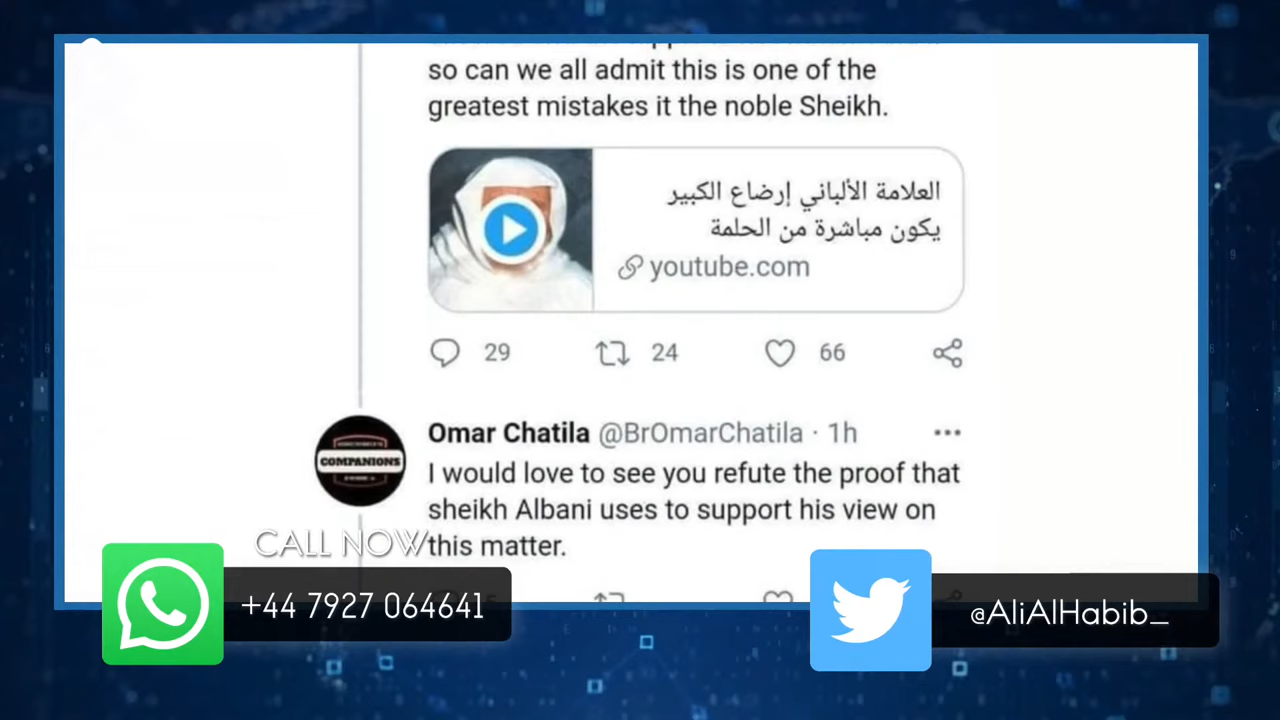 so can we all admit this is one of the
greatest mistakes it the noble Sheikh.
العلامة الألباني إرضاع الكبير
يكون مباشرة من الحلمة
youtube.com
29 24 66
Omar Chatila @BrOmarChatila · 1h
COMPANIONS
I would love to see you refute the proof that
sheikh Albani uses to support his view on
this matter.
CALL NOW
+44 7927 064641
@AliAlHabib_